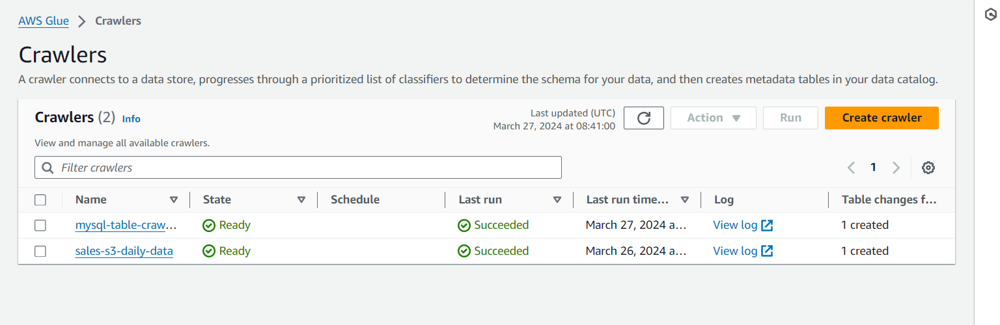 AWS Glue > Crawlers
Crawlers
A crawler connects to a data store, progresses through a prioritized list of classifiers to determine the schema for your data, and then creates metadata tables in your data catalog.
Crawlers (2) Info
Last updated (UTC)
March 27, 2024 at 08:41:00
Action
Run
Create crawler
View and manage all available crawlers.
Filter crawlers
1
Name State Schedule Last run Last run time... Log Table changes f...
mysql-table-craw... Ready Succeeded March 27, 2024 a... View log 1 created
sales-s3-daily-data Ready Succeeded March 26, 2024 a... View log 1 created